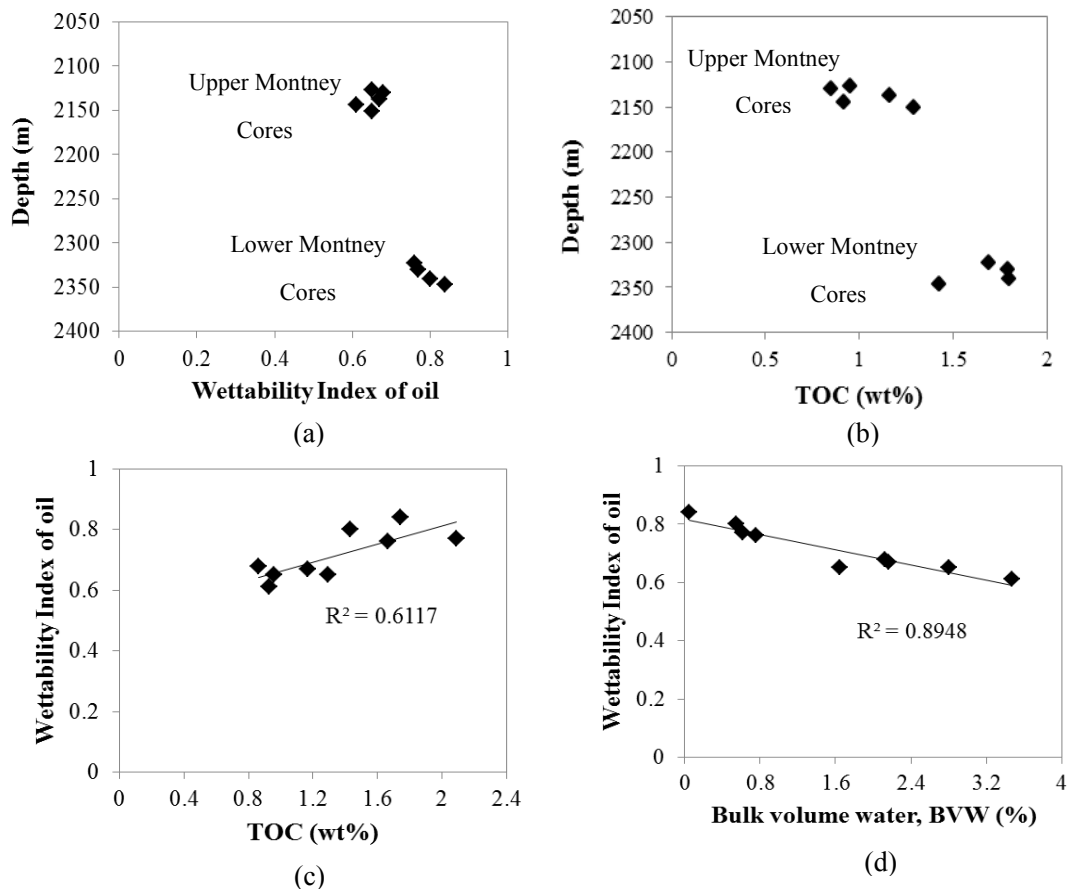 2050
2100
2150
2200
2250
2300
2350
2400
Depth (m)
Upper Montney
Cores
Lower Montney
Cores
0
0.2
0.4
0.6
0.8
1
Wettability Index of oil
(a)
2050
2100
2150
2200
2250
2300
2350
2400
Depth (m)
Upper Montney
Cores
Lower Montney
Cores
0
0.5
1
1.5
2
TOC (wt%)
(b)
1
0.8
0.6
0.4
0.2
0
Wettability Index of oil
R² = 0.6117
0
0.4
0.8
1.2
1.6
2
2.4
TOC (wt%)
(c)
1
0.8
0.6
0.4
0.2
0
Wettability Index of oil
R² = 0.8948
0
0.8
1.6
2.4
3.2
4
Bulk volume water, BVW (%)
(d)